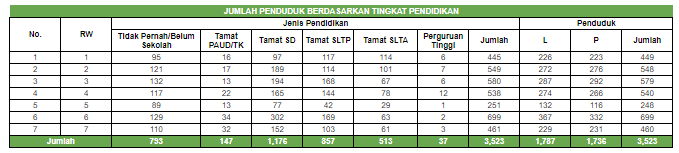 JUMLAH PENDUDUK BERDASARKAN TINGKAT PENDIDIKAN
No. RW Jenis Pendidikan Penduduk
Tidak Pernah/Belum Sekolah Tamat PAUD/TK Tamat SD Tamat SLTP Tamat SLTA Perguruan Tinggi Jumlah L P Jumlah
1 1 95 16 97 117 114 6 445 226 223 449
2 2 121 17 189 114 101 7 549 272 276 548
3 3 132 13 194 168 67 6 580 287 292 579
4 4 117 22 165 144 78 12 538 274 266 540
5 5 89 13 77 42 29 1 251 132 116 248
6 6 129 34 302 169 63 2 699 367 332 699
7 7 110 32 152 103 61 3 461 229 231 460
Jumlah 753 147 1,176 857 513 37 3,523 1,787 1,736 3,523